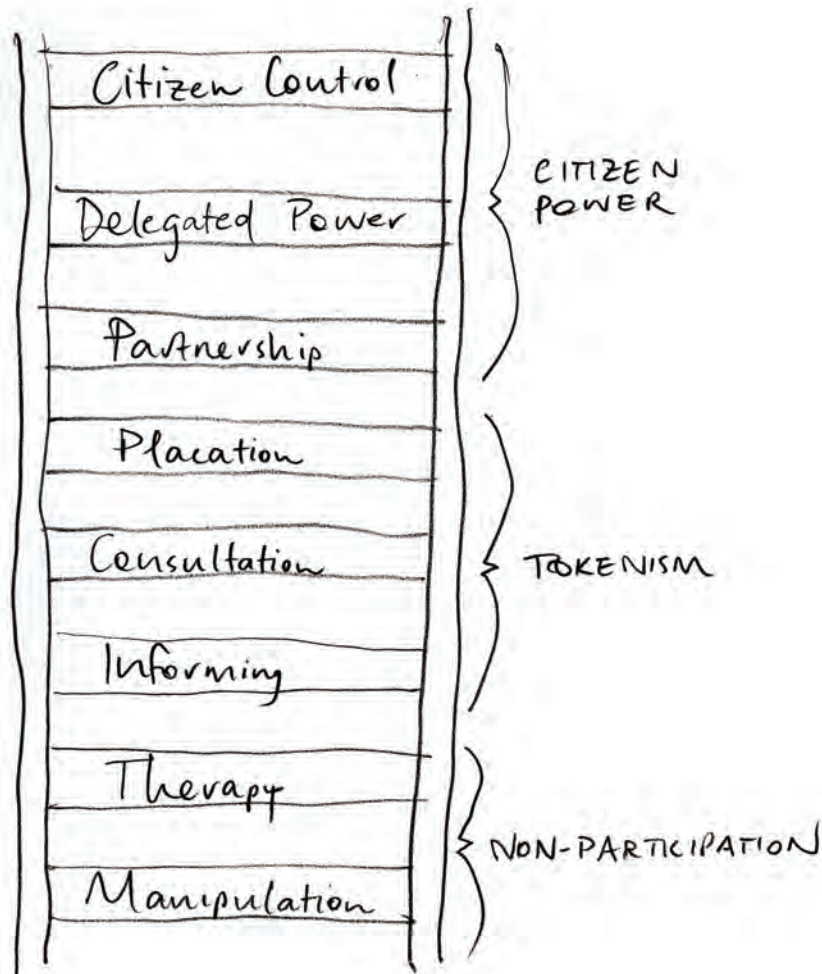 Citizen Control
Delegated Power
Partnership
Placation
Consultation
Informing
Therapy
Manipulation
CITIZEN
POWER
TOKENISM
NON-PARTICIPATION